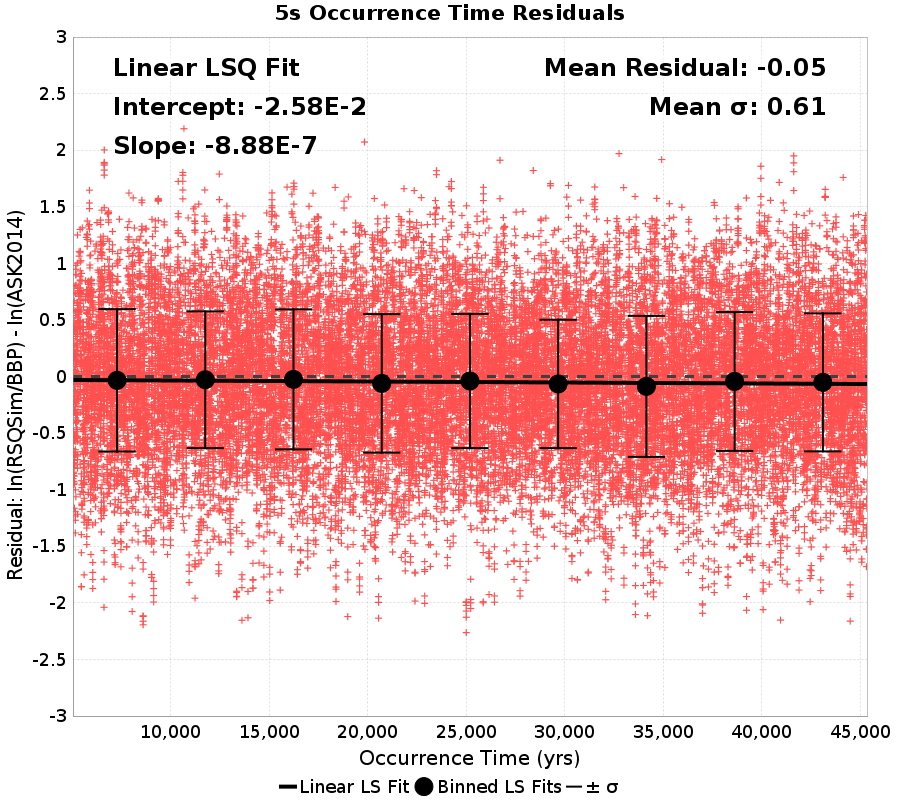 5s Occurrence Time Residuals
Linear LSQ Fit
Intercept: -2.58E-2
Slope: -8.88E-7
Mean Residual: -0.05
Mean σ: 0.61
Residual: ln(RSQSim/BBP) - ln(ASK2014)
3
2.5
2
1.5
1
0.5
0
-0.5
-1
-1.5
-2
-2.5
-3
10,000 15,000 20,000 25,000 30,000 35,000 40,000 45,000
Occurrence Time (yrs)
Linear LS Fit Binned LS Fits ± σ